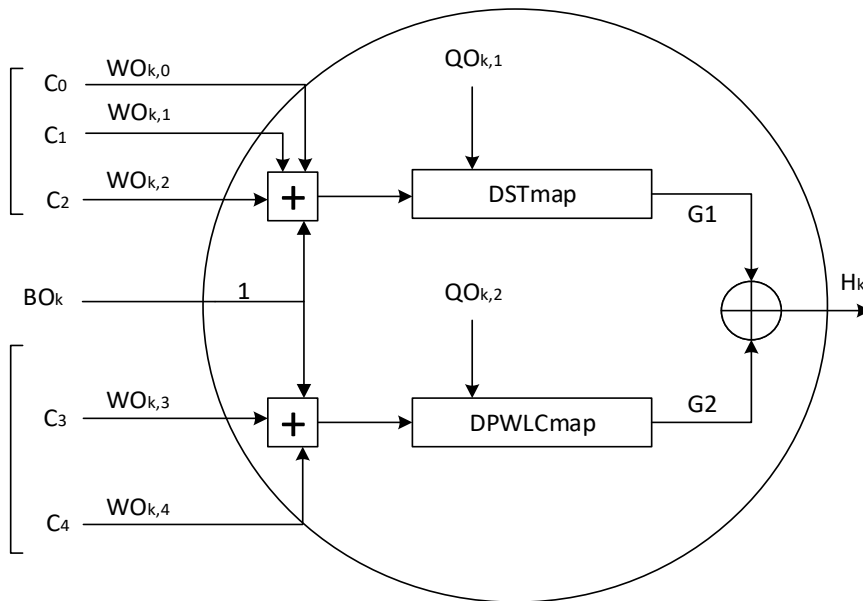 C0 WOk,0
C1 WOk,1
C2 WOk,2
QOk,1
+
DSTmap
G1
BOk 1
QOk,2
Hk
C3 WOk,3
+
DPWLCmap
G2
C4 WOk,4